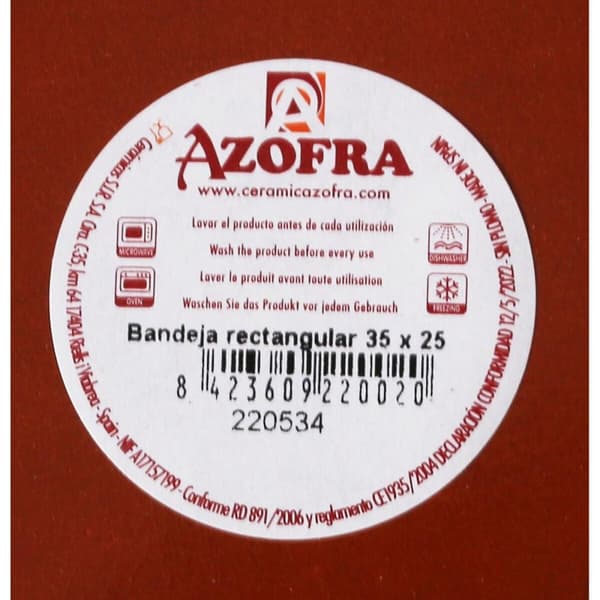 AZOFRA
www.ceramicazofra.com
Lavar el producto antes de cada utilización
Wash the product before every use
Laver le produit avant toute utilisation
Waschen Sie das Produkt vor jedem Gebrauch
MICROWAVE
OVEN
DISHWASHER
FREEZING
Bandeja rectangular 35 x 25
8 423609 220020
220534
Cerámicas S.L.R. S.A. Ctra. C-35, km 64 17404 Riells i Viabrea - Spain - NIF A17157199 - Conforme RD 891/2006 y reglamento CE1935/2004 DECLARACIÓN CONFORMIDAD 12/5/2022 - SIN PLOMO - MADE IN SPAIN